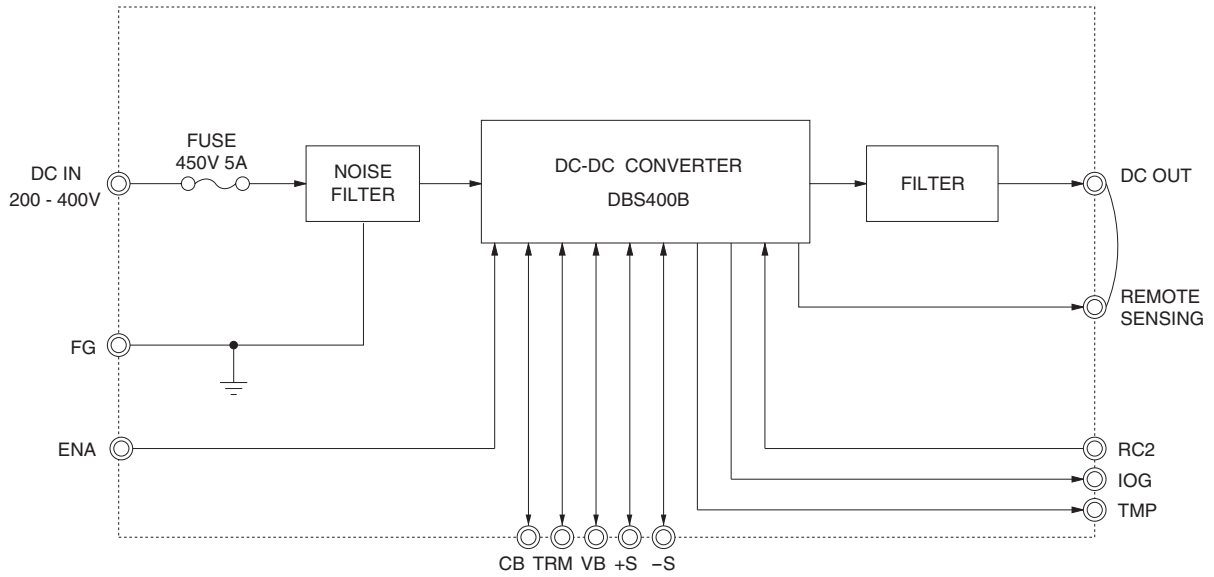 FUSE
450V 5A
DC IN
200 - 400V
NOISE
FILTER
DC-DC CONVERTER
DBS400B
FILTER
DC OUT
REMOTE
SENSING
FG
ENA
RC2
IOG
TMP
CB TRM VB +S −S